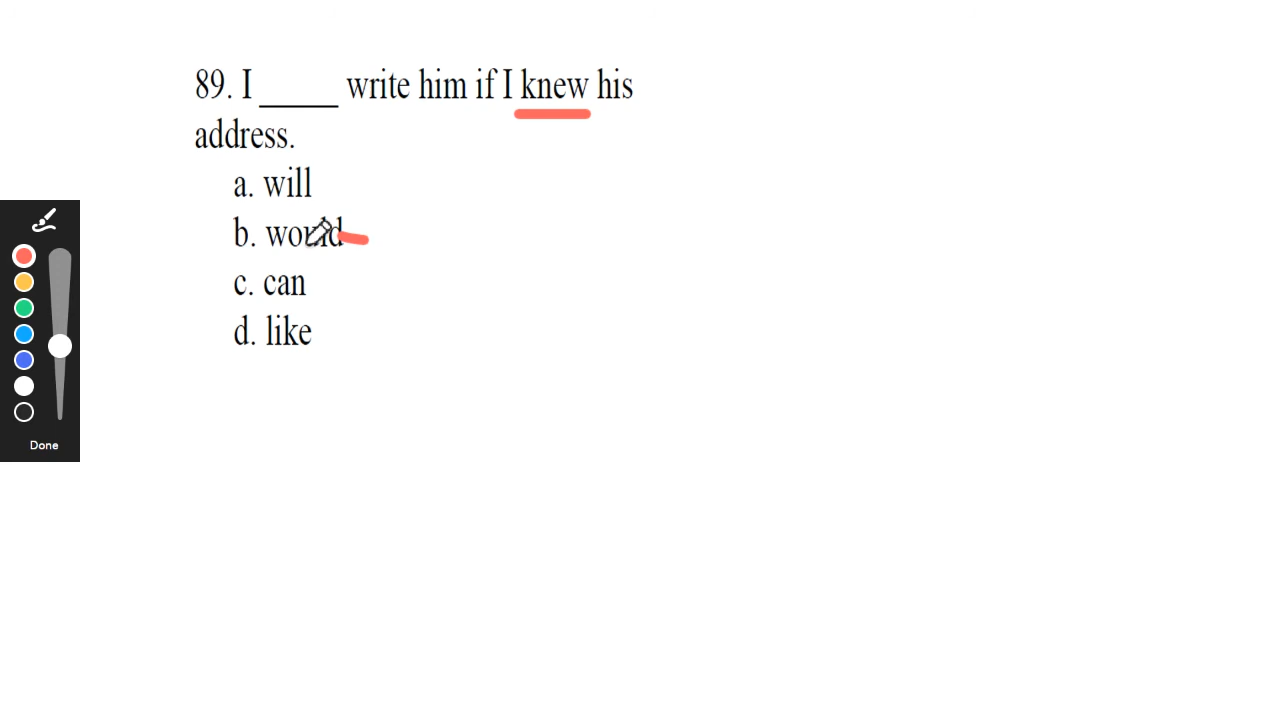 89. I _____ write him if I knew his
address.
a. will
b. would
c. can
d. like
Done